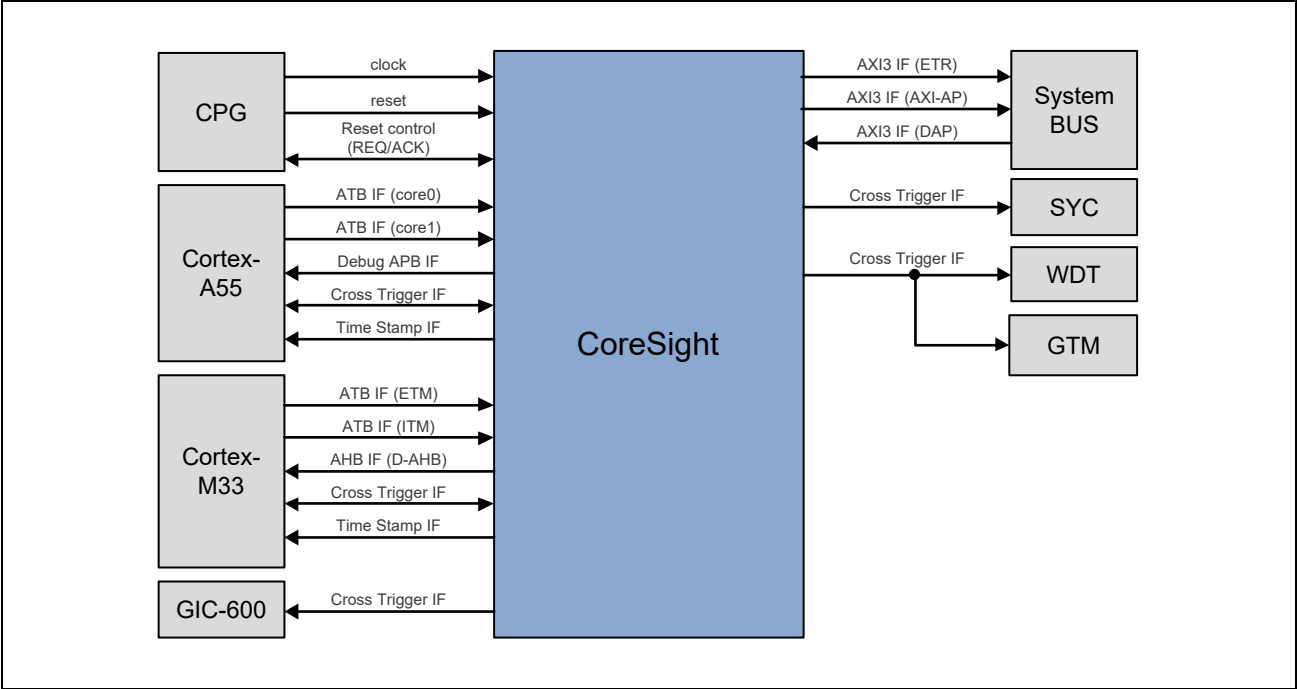 CPG
clock
reset
Reset control
(REQ/ACK)
Cortex-
A55
ATB IF (core0)
ATB IF (core1)
Debug APB IF
Cross Trigger IF
Time Stamp IF
Cortex-
M33
ATB IF (ETM)
ATB IF (ITM)
AHB IF (D-AHB)
Cross Trigger IF
Time Stamp IF
GIC-600
Cross Trigger IF
CoreSight
AXI3 IF (ETR)
AXI3 IF (AXI-AP)
AXI3 IF (DAP)
System
BUS
Cross Trigger IF
SYC
Cross Trigger IF
WDT
GTM